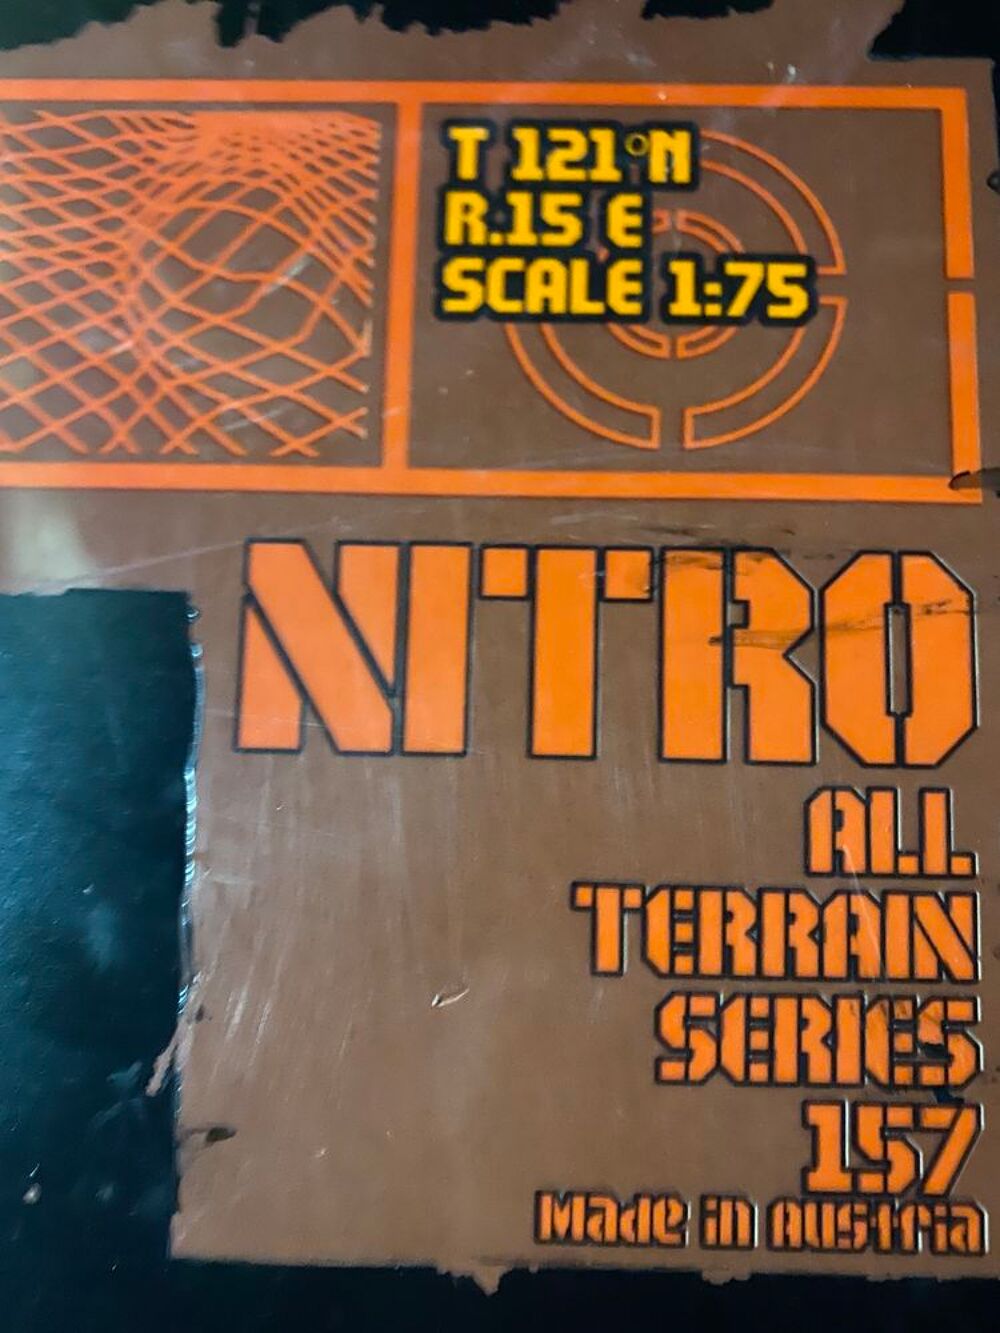 T 121°N
R.15 E
SCALE 1:75
NITRO
ALL
TERRAIN
SERIES
157
Made in Austria